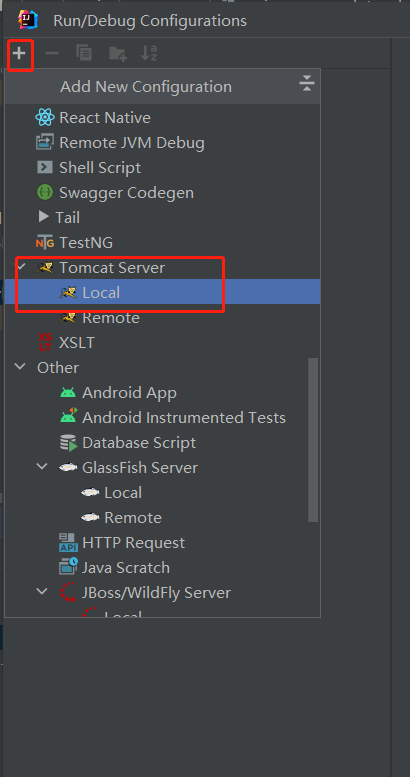 Run/Debug Configurations
Add New Configuration
React Native
Remote JVM Debug
Shell Script
Swagger Codegen
Tail
TestNG
Tomcat Server
Local
Remote
XSLT
Other
Android App
Android Instrumented Tests
Database Script
GlassFish Server
Local
Remote
HTTP Request
Java Scratch
JBoss/WildFly Server
Local